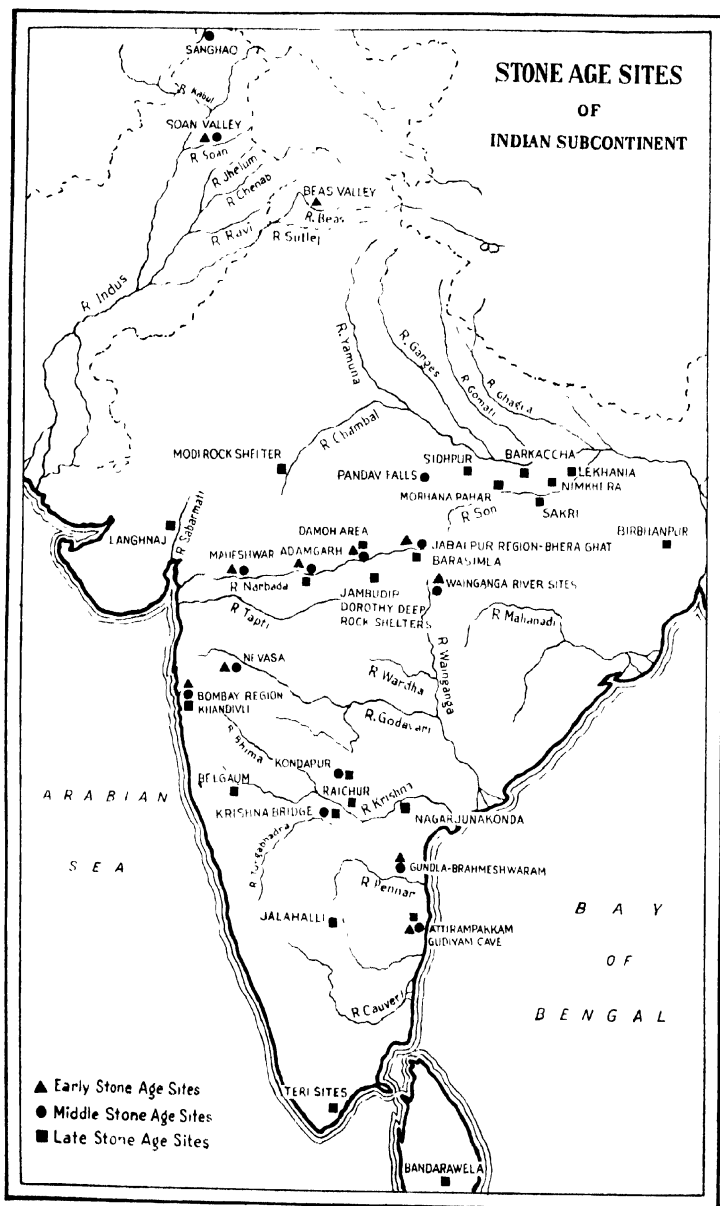 STONE AGE SITES
OF
INDIAN SUBCONTINENT
SANGHAO
R. Kabul
SOAN VALLEY
R Soan
R Jhelum
R Chenab
BEAS VALLEY
R. Beas
R Ravi
R Sutlej
R Indus
R. Yamuna
R. Ganges
R Gomati
R Ghagra
R Chambal
MODI ROCK SHELTER
PANDAV FALLS
SIDHPUR
BARKACCHA
LEKHANIA
NIMKHERA
MORHANA PAHAR
SAKRI
R Son
LANGHNAJ
R Sabarmati
DAMOH AREA
BIRBHANPUR
MAHESHWAR
ADAMGARH
JABALPUR REGION-BHERA GHAT
BARASIMLA
R Narbada
JAMBUDIP
DOROTHY DEEP
ROCK SHELTERS
WAINGANGA RIVER SITES
R Tapti
R Mahanadi
NEVASA
R Wardha
R Wainganga
BOMBAY REGION
KHANDIVLI
R. Godavari
R Bhima
KONDAPUR
BELGAUM
RAICHUR
R Krishna
KRISHNA BRIDGE
NAGARJUNAKONDA
R Tungabhadra
ARABIAN
SEA
GUNDLA-BRAHMESHWARAM
R Pennar
JALAHALLI
ATTIRAMPAKKAM
GUDIYAM CAVE
BAY
OF
BENGAL
R Cauveri
TERI SITES
BANDARAWELA
Early Stone Age Sites
Middle Stone Age Sites
Late Stone Age Sites